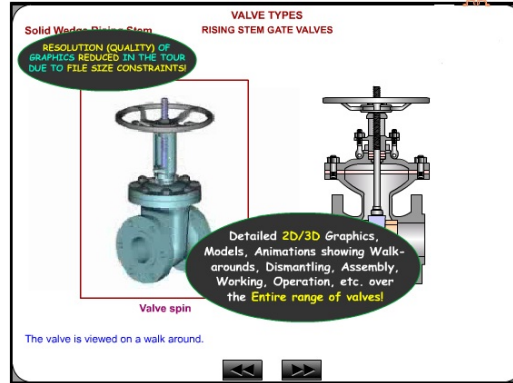 VALVE TYPES
Solid Wedge Rising Stem
RISING STEM GATE VALVES
RESOLUTION (QUALITY) OF
GRAPHICS REDUCED IN THE TOUR
DUE TO FILE SIZE CONSTRAINTS!
Detailed 2D/3D Graphics,
Models, Animations showing Walk-
arounds, Dismantling, Assembly,
Working, Operation, etc. over
the Entire range of valves!
Valve spin
The valve is viewed on a walk around.